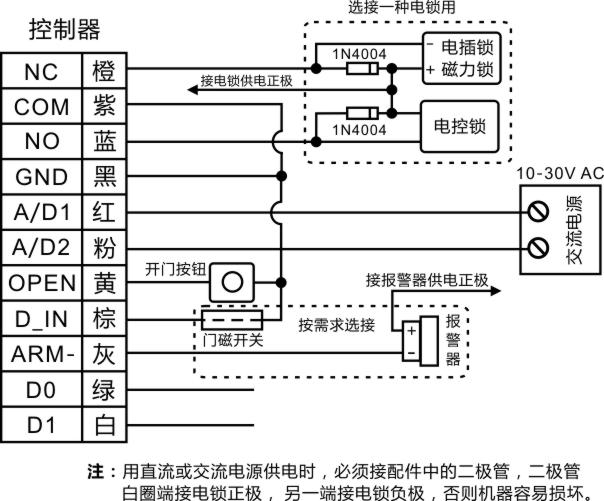 选接一种电锁用
控制器
1N4004
- 电插锁
+ 磁力锁
接电锁供电正极
1N4004
电控锁
NC 橙
COM 紫
NO 蓝
GND 黑
A/D1 红
A/D2 粉
OPEN 黄
D_IN 棕
ARM- 灰
D0 绿
D1 白
10-30V AC
交流电源
开门按钮
接报警器供电正极
门磁开关
按需求选接
+
-
报警器
注:用直流或交流电源供电时,必须接配件中的二极管,二极管
白圈端接电锁正极,另一端接电锁负极,否则机器容易损坏。